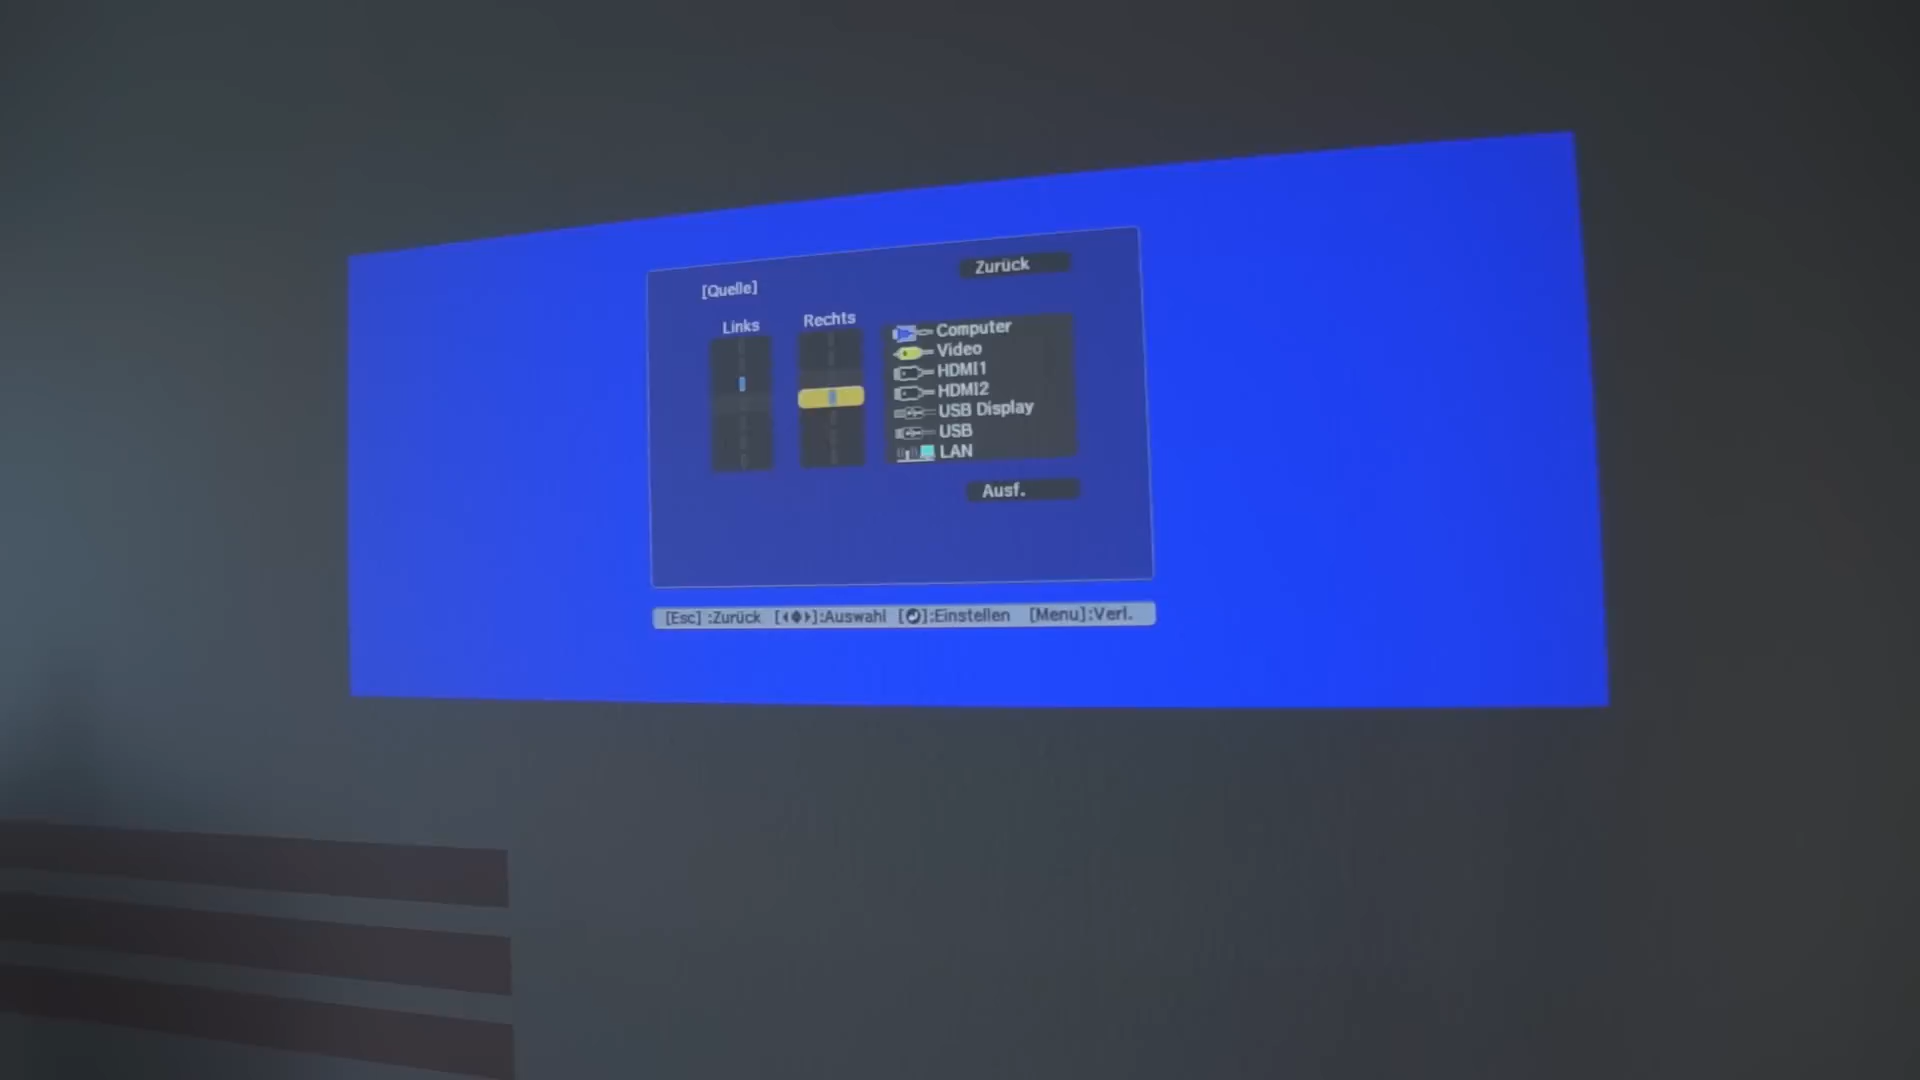 Zurück
[Quelle]
Links
Rechts
Computer
Video
HDMI1
HDMI2
USB Display
USB
LAN
Ausf.
[Esc] :Zurück [◄◆►]:Auswahl [⏎]:Einstellen [Menu]:Verl.